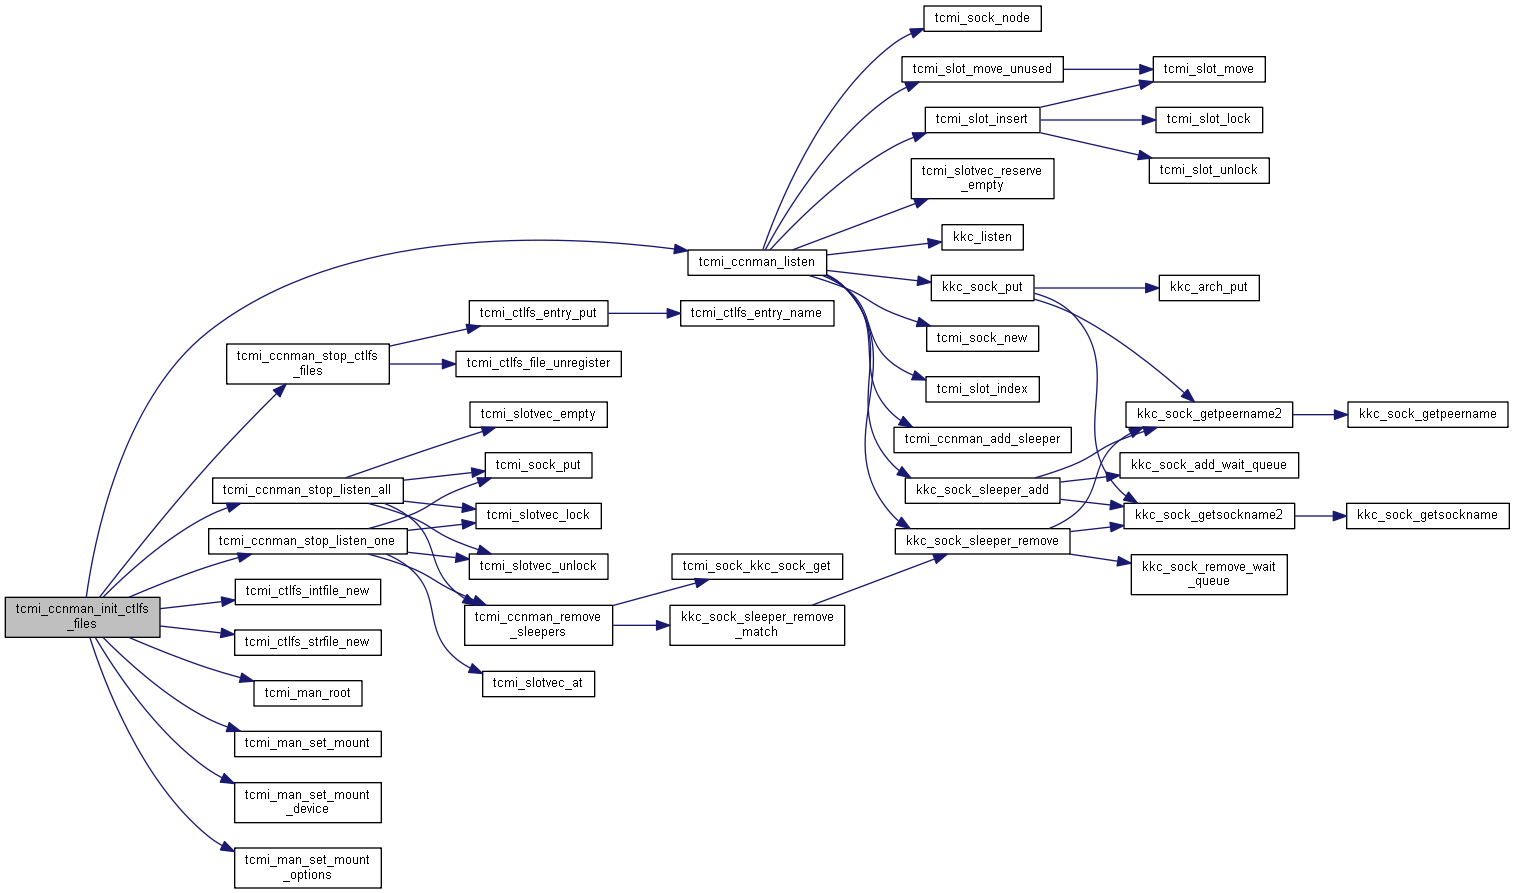 tcmi_sock_node
tcmi_slot_move_unused
tcmi_slot_move
tcmi_slot_insert
tcmi_slot_lock
tcmi_slot_unlock
tcmi_slotvec_reserve
_empty
kkc_listen
tcmi_ccnman_listen
kkc_sock_put
kkc_arch_put
tcmi_ctlfs_entry_put
tcmi_ctlfs_entry_name
tcmi_sock_new
tcmi_ccnman_stop_ctlfs
_files
tcmi_ctlfs_file_unregister
tcmi_slot_index
tcmi_slotvec_empty
kkc_sock_getpeername2
kkc_sock_getpeername
tcmi_ccnman_add_sleeper
tcmi_sock_put
kkc_sock_add_wait_queue
tcmi_ccnman_stop_listen_all
kkc_sock_sleeper_add
tcmi_slotvec_lock
kkc_sock_getsockname2
kkc_sock_getsockname
tcmi_ccnman_stop_listen_one
kkc_sock_sleeper_remove
tcmi_slotvec_unlock
tcmi_sock_kkc_sock_get
kkc_sock_remove_wait
_queue
tcmi_ctlfs_intfile_new
tcmi_ccnman_init_ctlfs
_files
tcmi_ccnman_remove
_sleepers
kkc_sock_sleeper_remove
_match
tcmi_ctlfs_strfile_new
tcmi_slotvec_at
tcmi_man_root
tcmi_man_set_mount
tcmi_man_set_mount
_device
tcmi_man_set_mount
_options